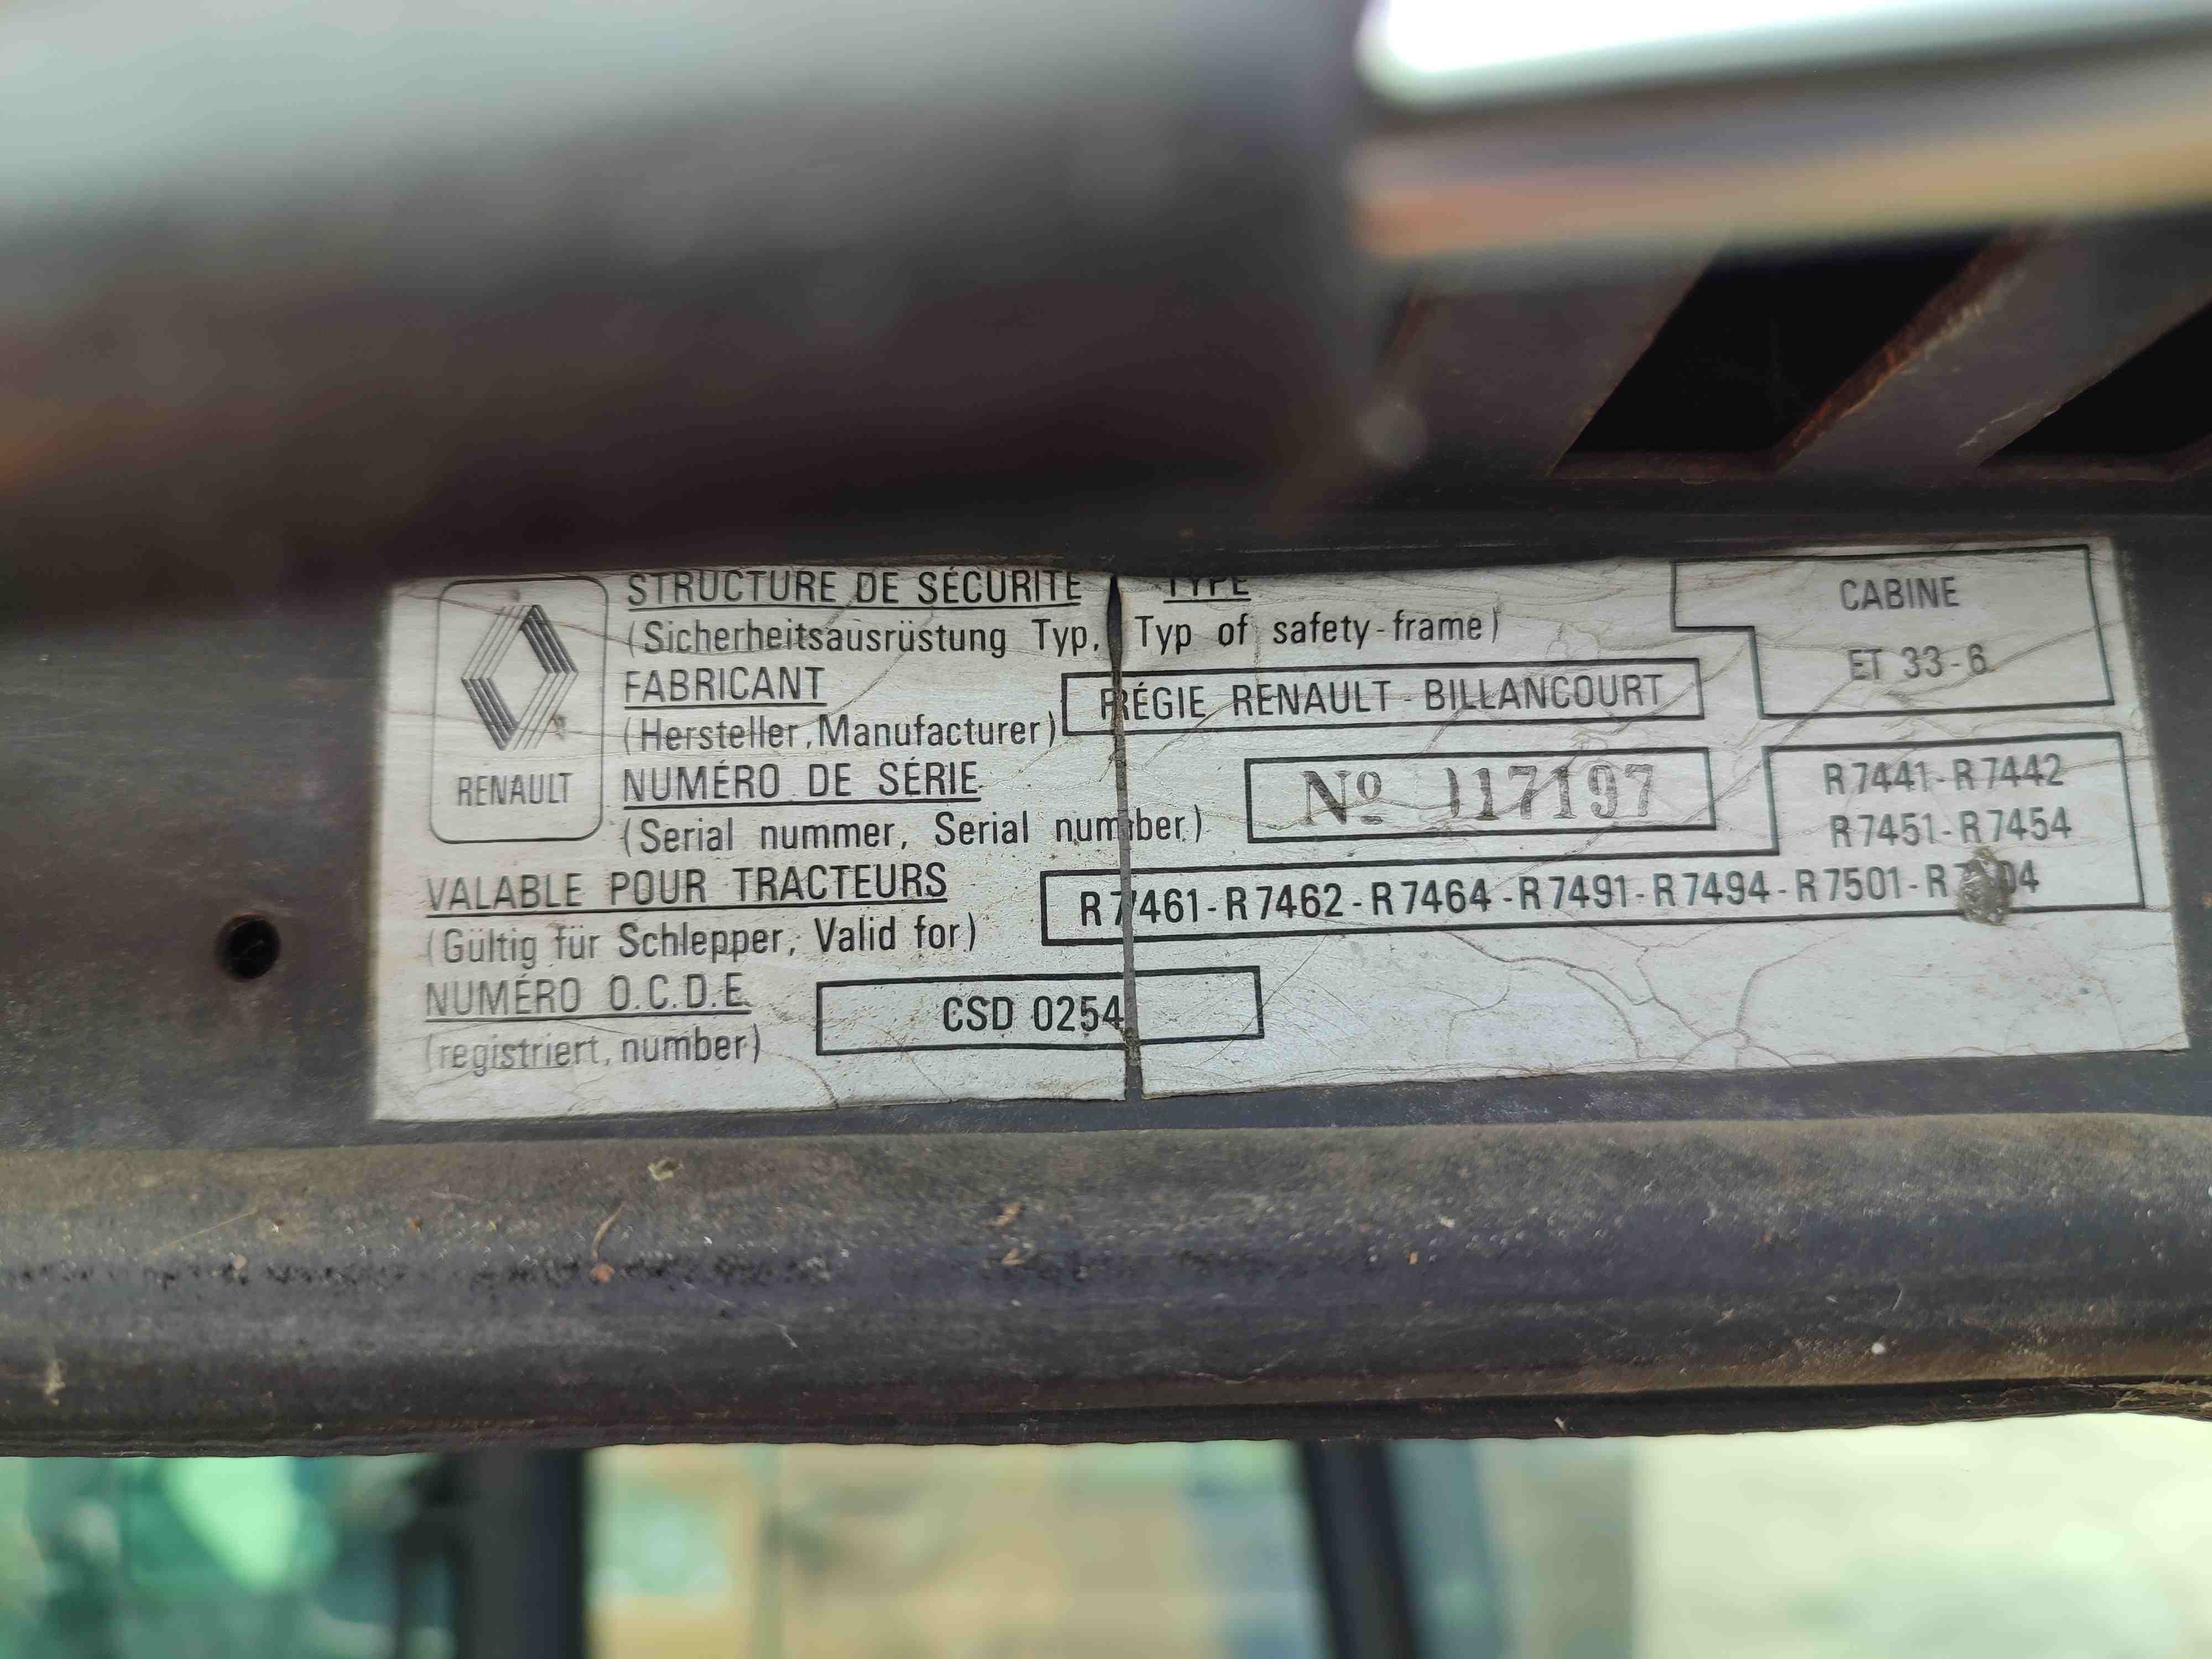 STRUCTURE DE SÉCURITÉ TYPE
(Sicherheitsausrüstung Typ, Typ of safety-frame)
CABINE
ET 33-6
FABRICANT
(Hersteller, Manufacturer)
RÉGIE RENAULT - BILLANCOURT
RENAULT
NUMÉRO DE SÉRIE
(Serial nummer, Serial number)
Nº 117197
VALABLE POUR TRACTEURS
(Gültig für Schlepper, Valid for)
R7441-R7442
R7451-R7454
R7461-R7462-R7464-R7491-R7494-R7501-
NUMÉRO O.C.D.E.
(registriert, number)
CSD 0254